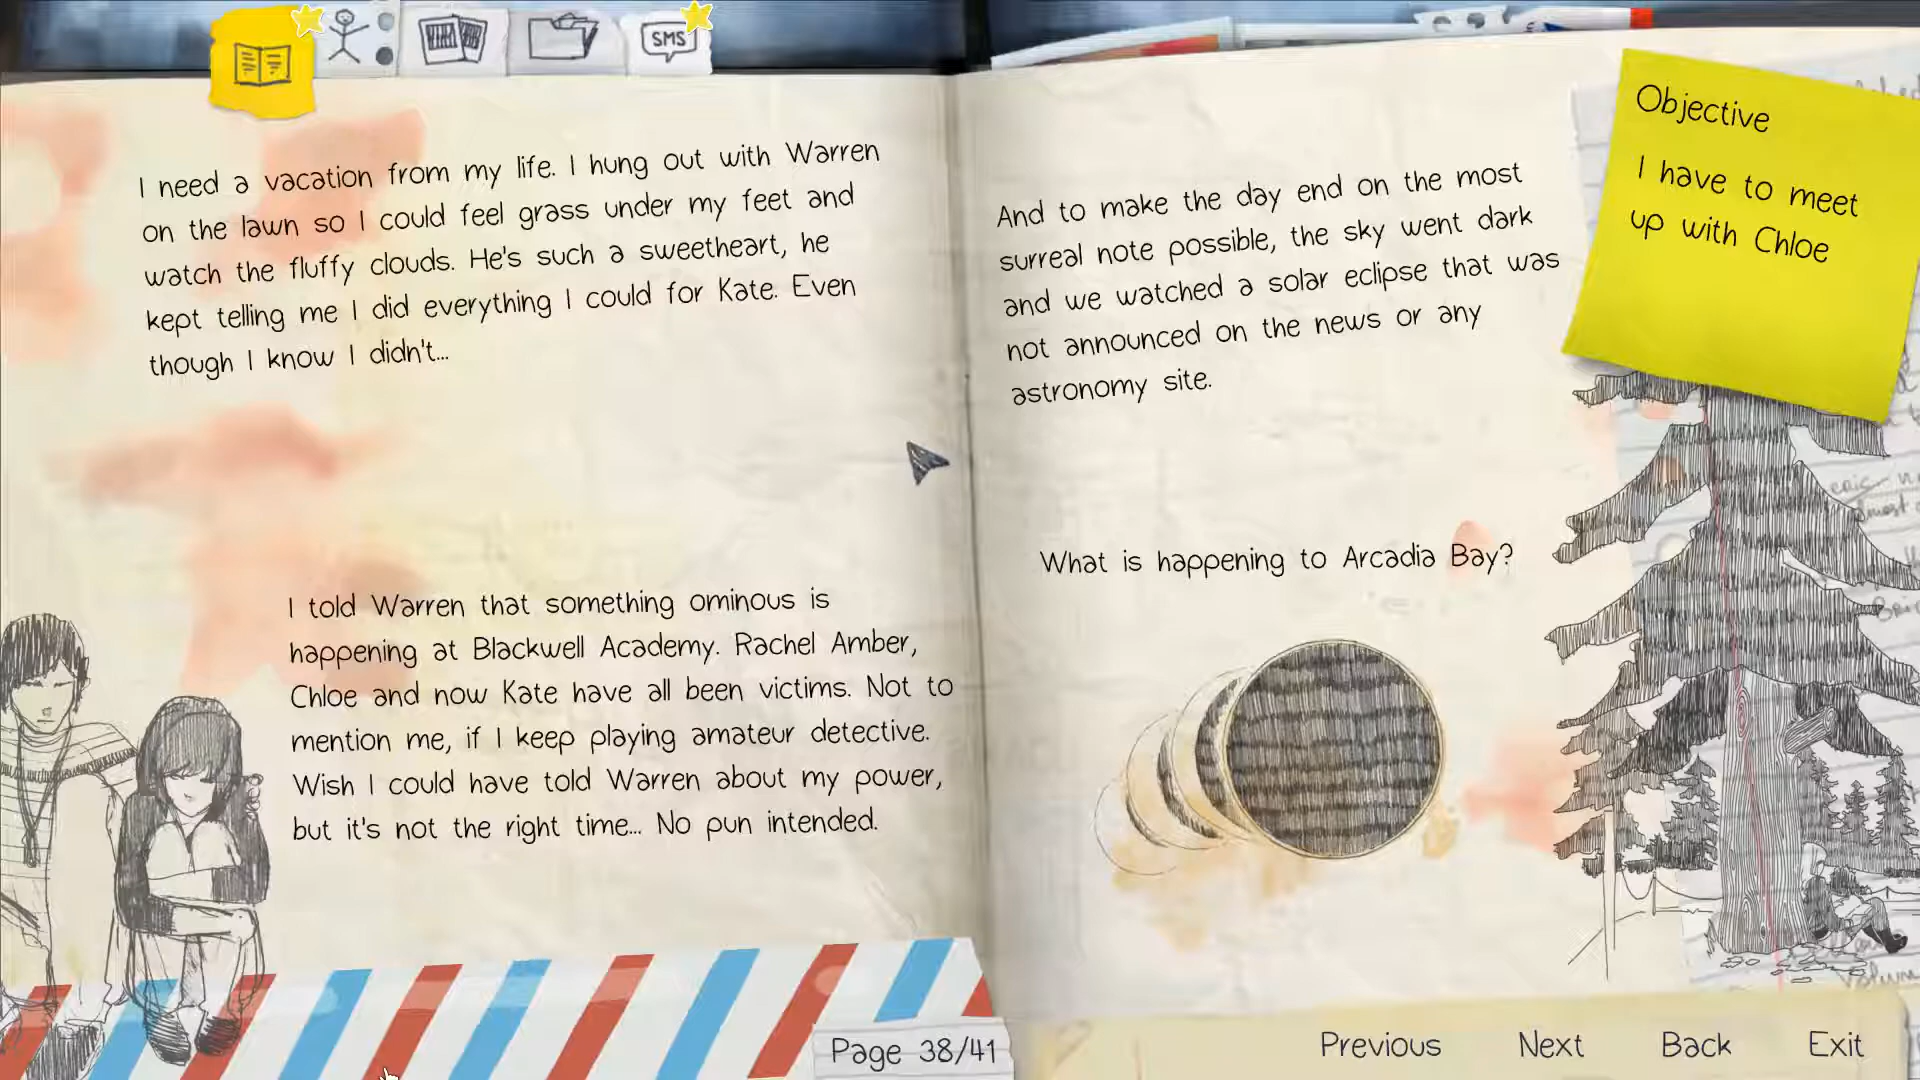 SMS
I need a vacation from my life. I hung out with Warren
on the lawn so I could feel grass under my feet and
watch the fluffy clouds. He's such a sweetheart, he
kept telling me I did everything I could for Kate. Even
though I know I didn't...
I told Warren that something ominous is
happening at Blackwell Academy. Rachel Amber,
Chloe and now Kate have all been victims. Not to
mention me, if I keep playing amateur detective.
Wish I could have told Warren about my power,
but it's not the right time... No pun intended.
And to make the day end on the most
surreal note possible, the sky went dark
and we watched a solar eclipse that was
not announced on the news or any
astronomy site.
What is happening to Arcadia Bay?
Objective
I have to meet
up with Chloe
Page 38/41
Previous
Next
Back
Exit